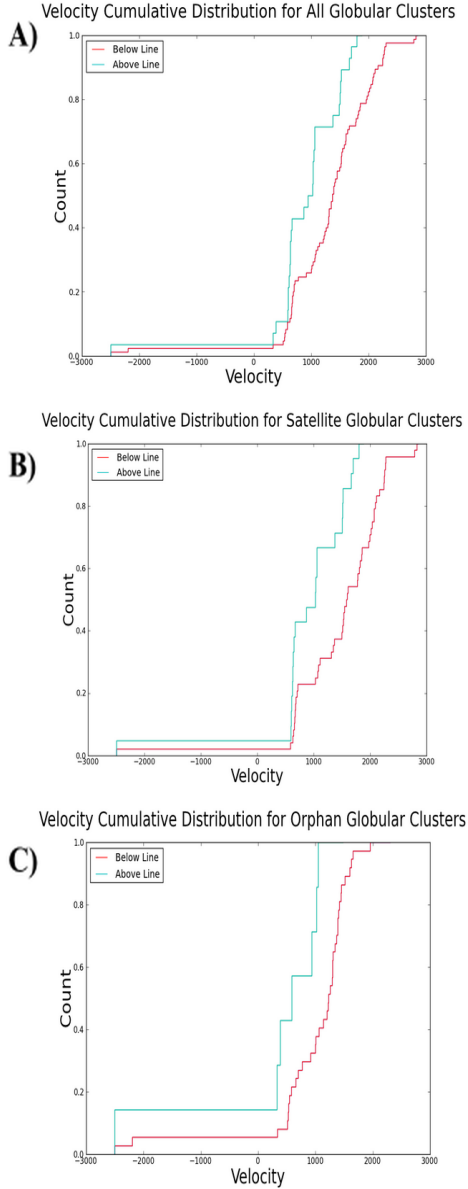 A)
Velocity Cumulative Distribution for All Globular Clusters
Below Line
Above Line
Count
1.0
0.8
0.6
0.4
0.2
0.0
−3000 −2000 −1000 0 1000 2000 3000
Velocity
B)
Velocity Cumulative Distribution for Satellite Globular Clusters
Below Line
Above Line
Count
1.0
0.8
0.6
0.4
0.2
0.0
−3000 −2000 −1000 0 1000 2000 3000
Velocity
C)
Velocity Cumulative Distribution for Orphan Globular Clusters
Below Line
Above Line
Count
1.0
0.8
0.6
0.4
0.2
0.0
−3000 −2000 −1000 0 1000 2000 3000
Velocity